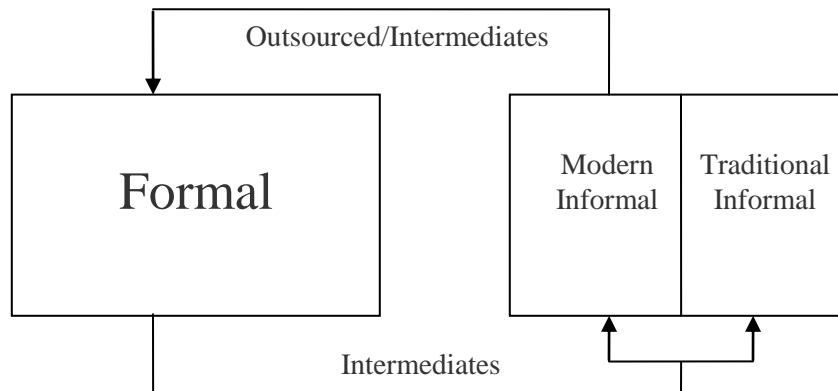 Outsourced/Intermediates
Formal
Modern
Informal
Traditional
Informal
Intermediates